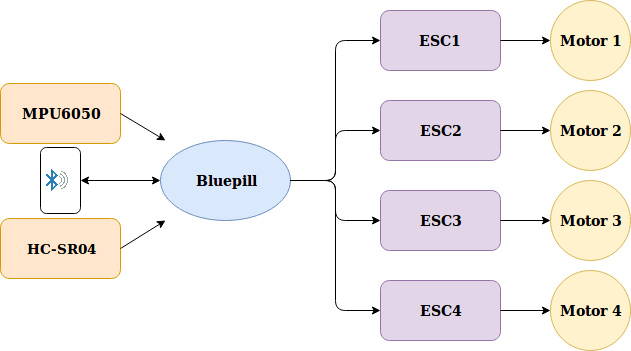 MPU6050
HC-SR04
Bluepill
ESC1
Motor 1
ESC2
Motor 2
ESC3
Motor 3
ESC4
Motor 4